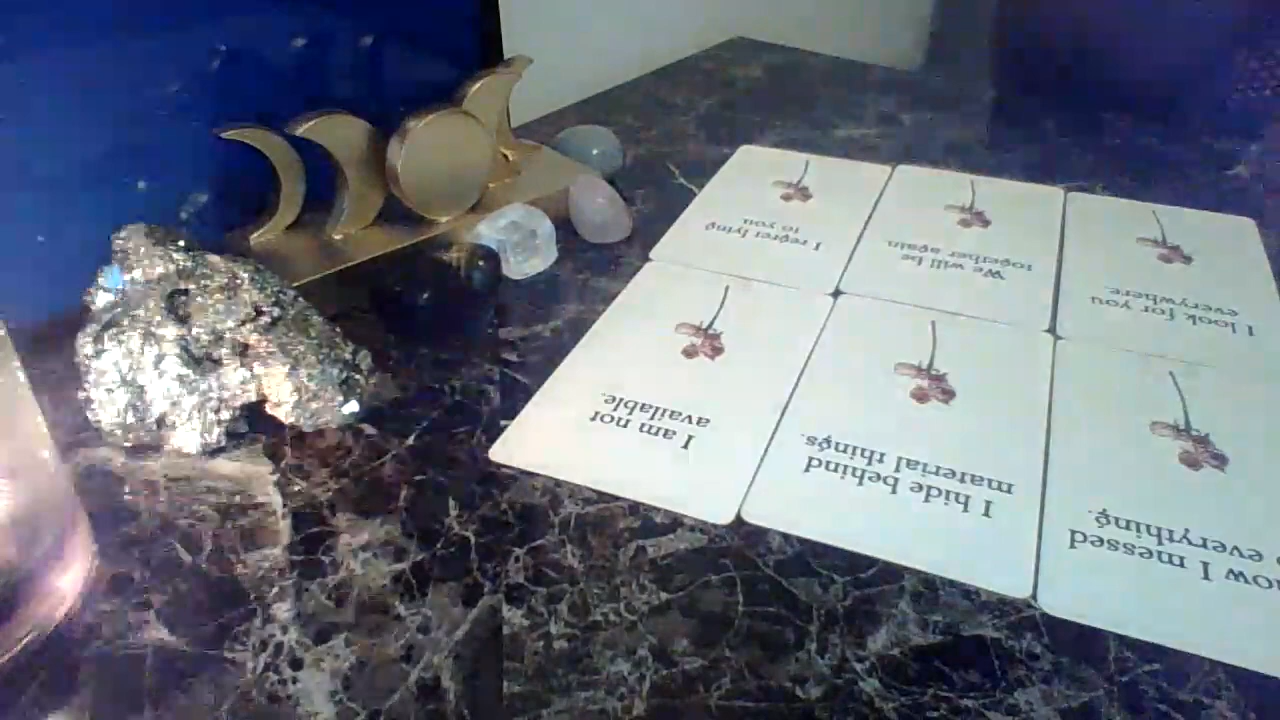 I messed
everything.
I hide behind
material things.
I am not
available.
I look for you
everywhere.
We will be
together again.
I regret lying
to you